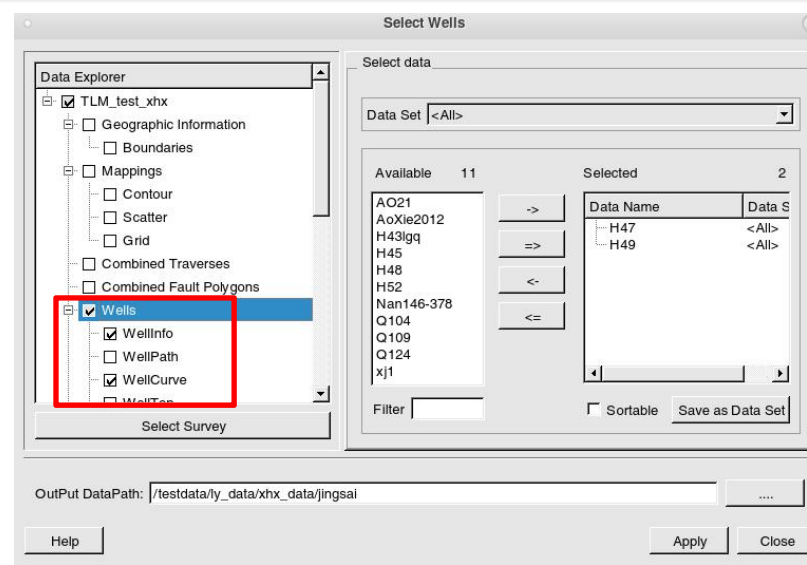 Select Wells
Data Explorer
TLM_test_xhx
Geographic Information
Boundaries
Mappings
Contour
Scatter
Grid
Combined Traverses
Combined Fault Polygons
Wells
WellInfo
WellPath
WellCurve
WellTop
Select Survey
Select data
Data Set <All>
Available 11
AO21
AoXie2012
H43lgq
H45
H48
H52
Nan146-378
Q104
Q109
Q124
xj1
Filter
->
=>
<-
<=
Selected 2
Data Name Data S
H47 <All>
H49 <All>
Sortable Save as Data Set
OutPut DataPath: /testdata/ly_data/xhx_data/jingsai ....
Help Apply Close